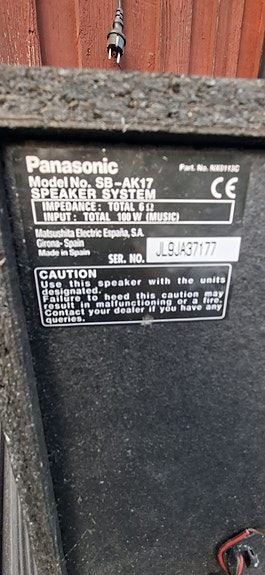 Panasonic
Part. No. NX0113C
Model No. SB-AK17
SPEAKER SYSTEM
CE
IMPEDANCE: TOTAL 6Ω
INPUT: TOTAL 100 W (MUSIC)
Matsushita Electric España, S.A.
Girona- Spain
Made in Spain
SER. NO.
JL9JA37177
CAUTION
Use this speaker with the units
designated.
Failure to heed this caution may
result in malfunctioning or a fire.
Contact your dealer if you have any
queries.